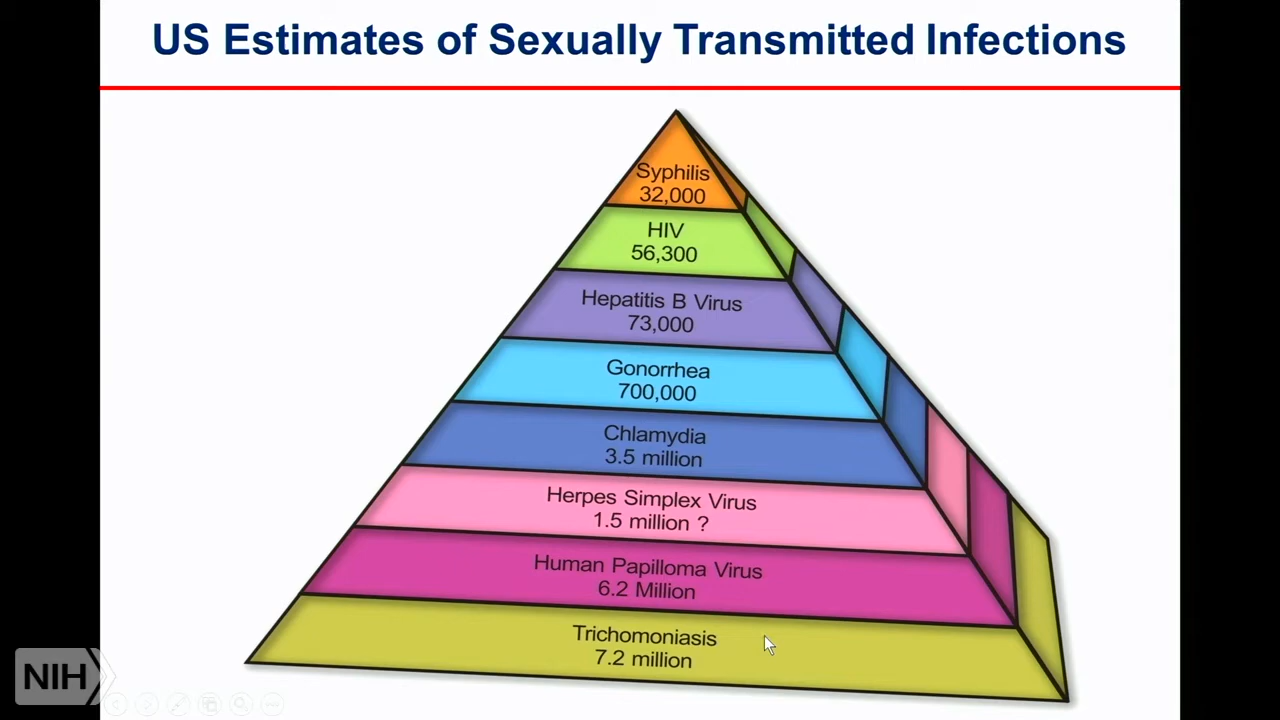 US Estimates of Sexually Transmitted Infections
Syphilis
32,000
HIV
56,300
Hepatitis B Virus
73,000
Gonorrhea
700,000
Chlamydia
3.5 million
Herpes Simplex Virus
1.5 million ?
Human Papilloma Virus
6.2 Million
Trichomoniasis
7.2 million
NIH